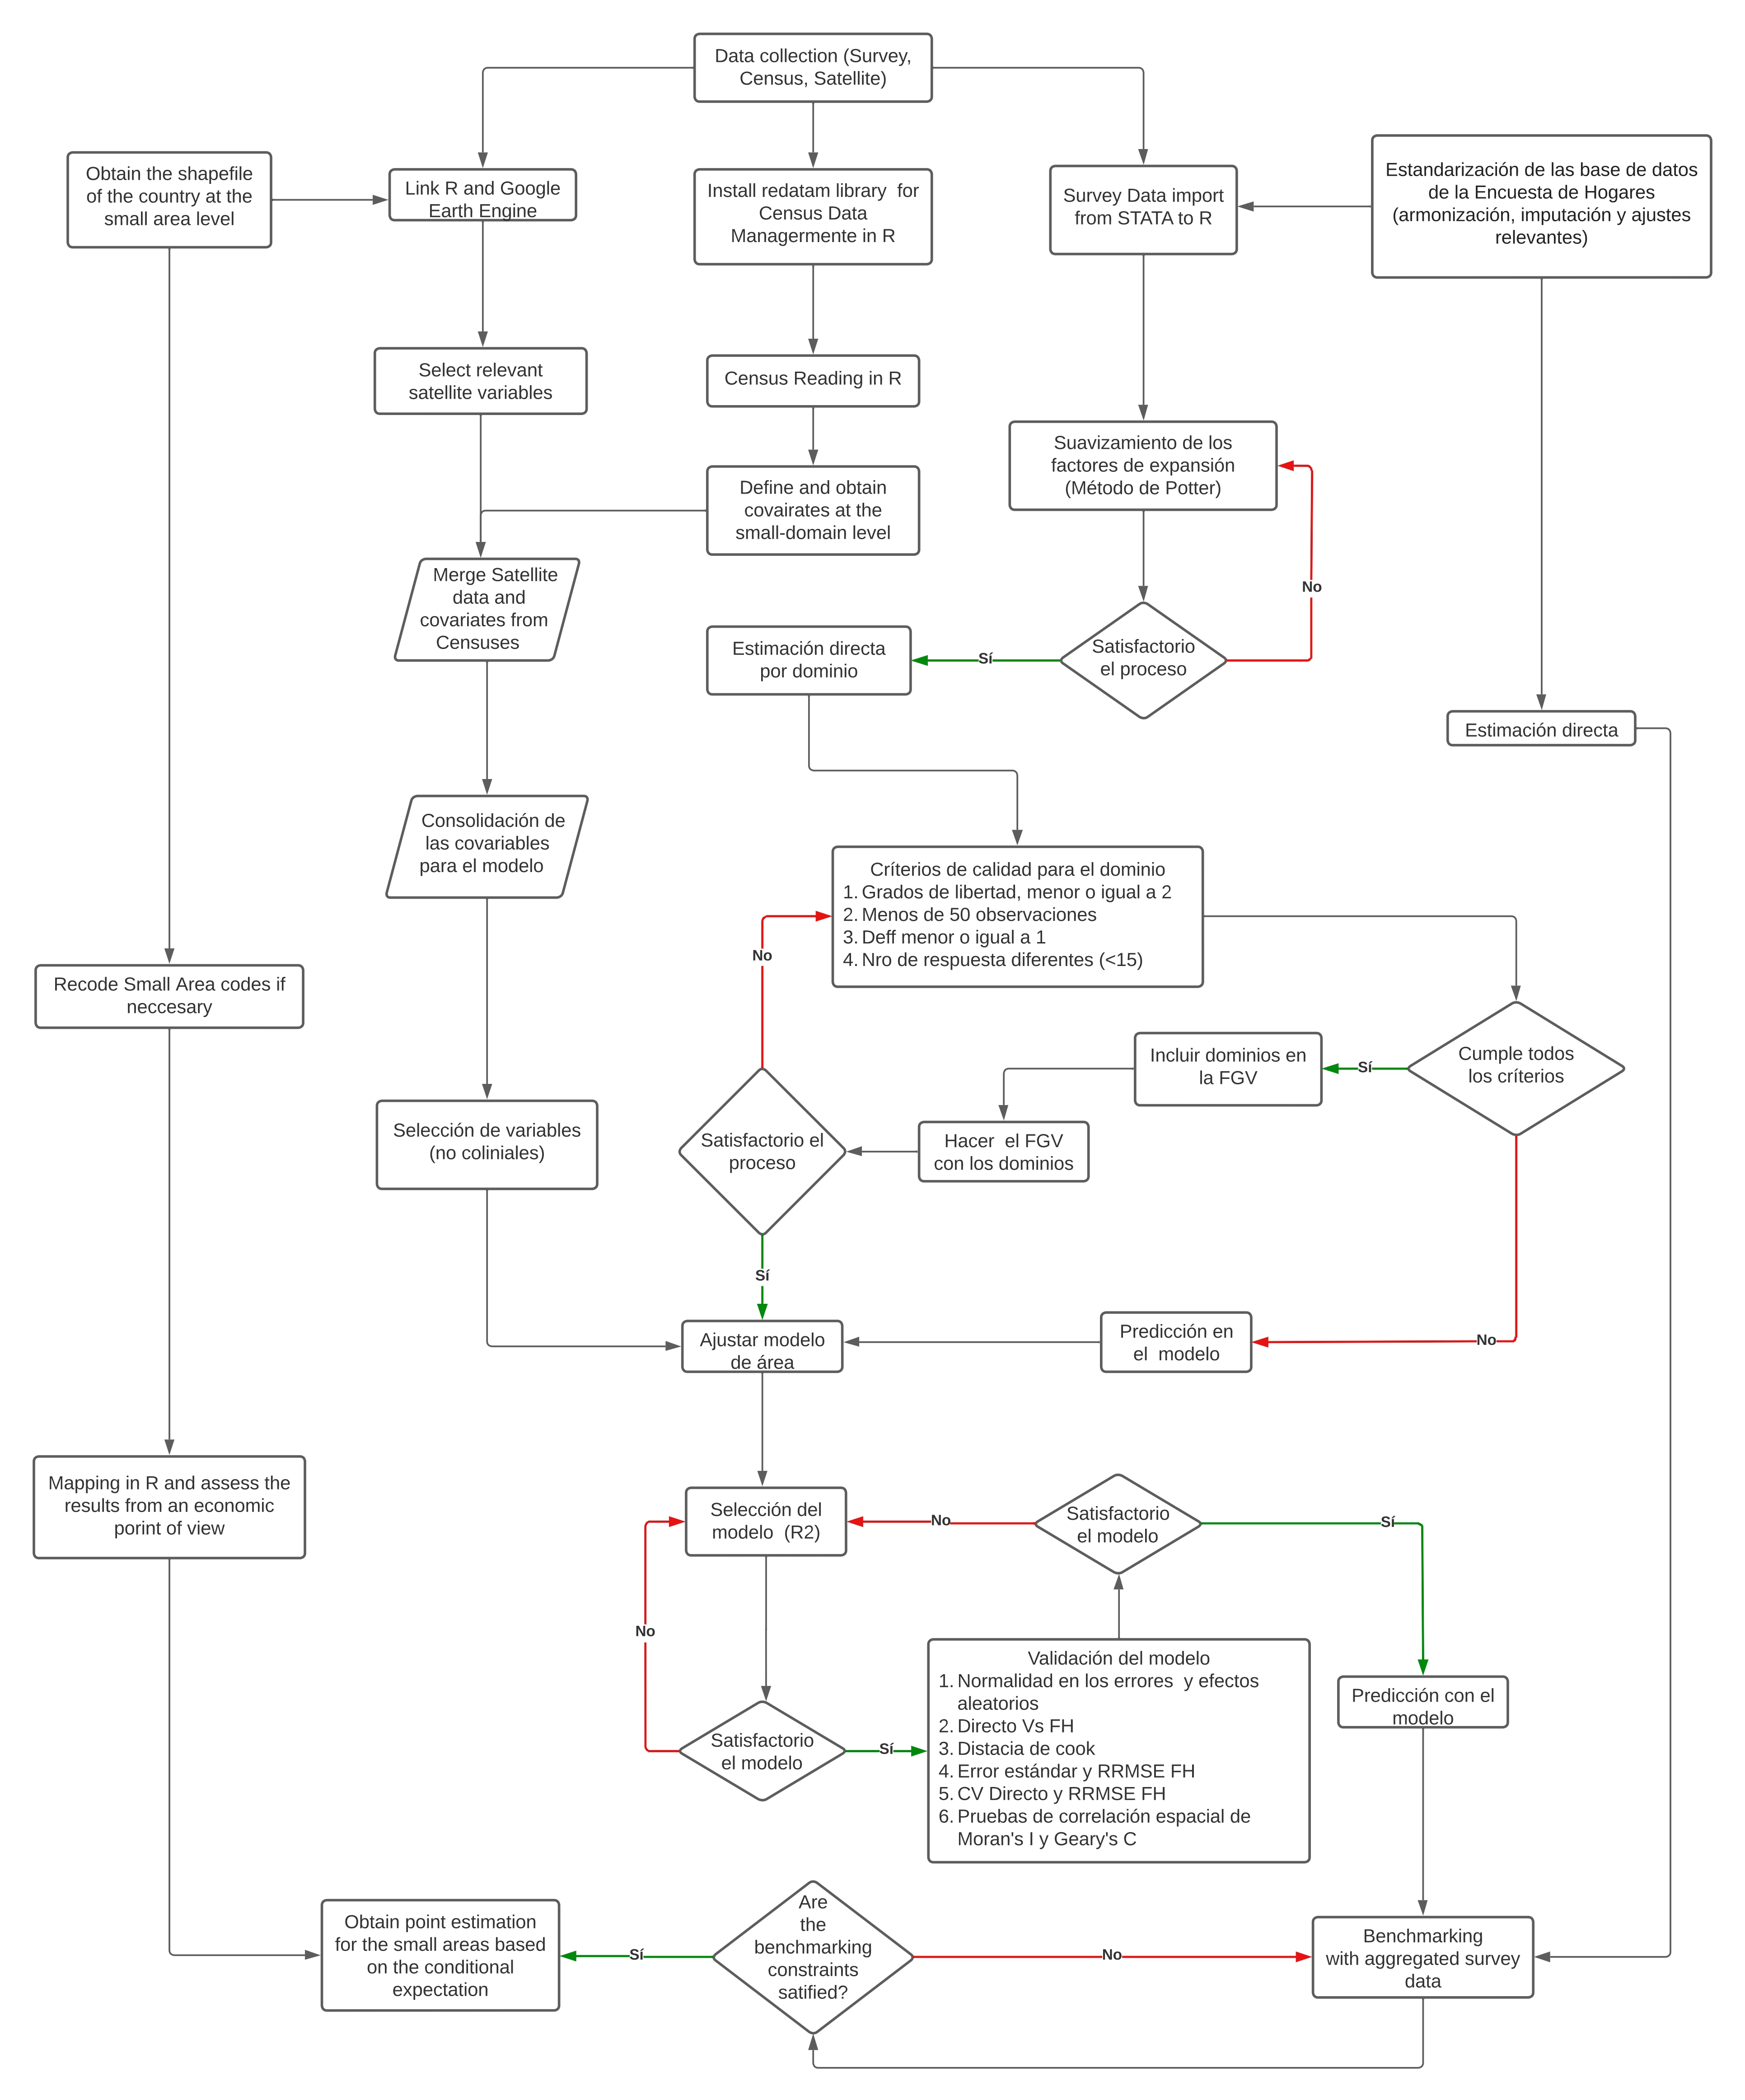 Data collection (Survey,
Census, Satellite)
Obtain the shapefile
of the country at the
small area level
Link R and Google
Earth Engine
Install redatam library  for
Census Data
Managermente in R
Survey Data import
from STATA to R
Estandarización de las base de datos
de la Encuesta de Hogares
(armonización, imputación y ajustes
relevantes)
Select relevant
satellite variables
Census Reading in R
Suavizamiento de los
factores de expansión
(Método de Potter)
Define and obtain
covairates at the
small-domain level
Merge Satellite
data and
covariates from
Censuses
No
Estimación directa
por dominio
Sí
Satisfactorio
el proceso
Estimación directa
Consolidación de
las covariables
para el modelo
Críterios de calidad para el dominio
1. Grados de libertad, menor o igual a 2
2. Menos de 50 observaciones
3. Deff menor o igual a 1
4. Nro de respuesta diferentes (<15)
No
Recode Small Area codes if
neccesary
Incluir dominios en
la FGV
Sí
Cumple todos
los críterios
Selección de variables
(no coliniales)
Satisfactorio el
proceso
Hacer  el FGV
con los dominios
Sí
Ajustar modelo
de área
Predicción en
el  modelo
No
Mapping in R and assess the
results from an economic
porint of view
Selección del
modelo  (R2)
No
Satisfactorio
el modelo
Sí
No
Validación del modelo
1. Normalidad en los errores  y efectos
aleatorios
2. Directo Vs FH
3. Distacia de cook
4. Error estándar y RRMSE FH
5. CV Directo y RRMSE FH
6. Pruebas de correlación espacial de
Moran's I y Geary's C
Predicción con el
modelo
Satisfactorio
el modelo
Sí
Obtain point estimation
for the small areas based
on the conditional
expectation
Sí
Are
the
benchmarking
constraints
satified?
No
Benchmarking
with aggregated survey
data